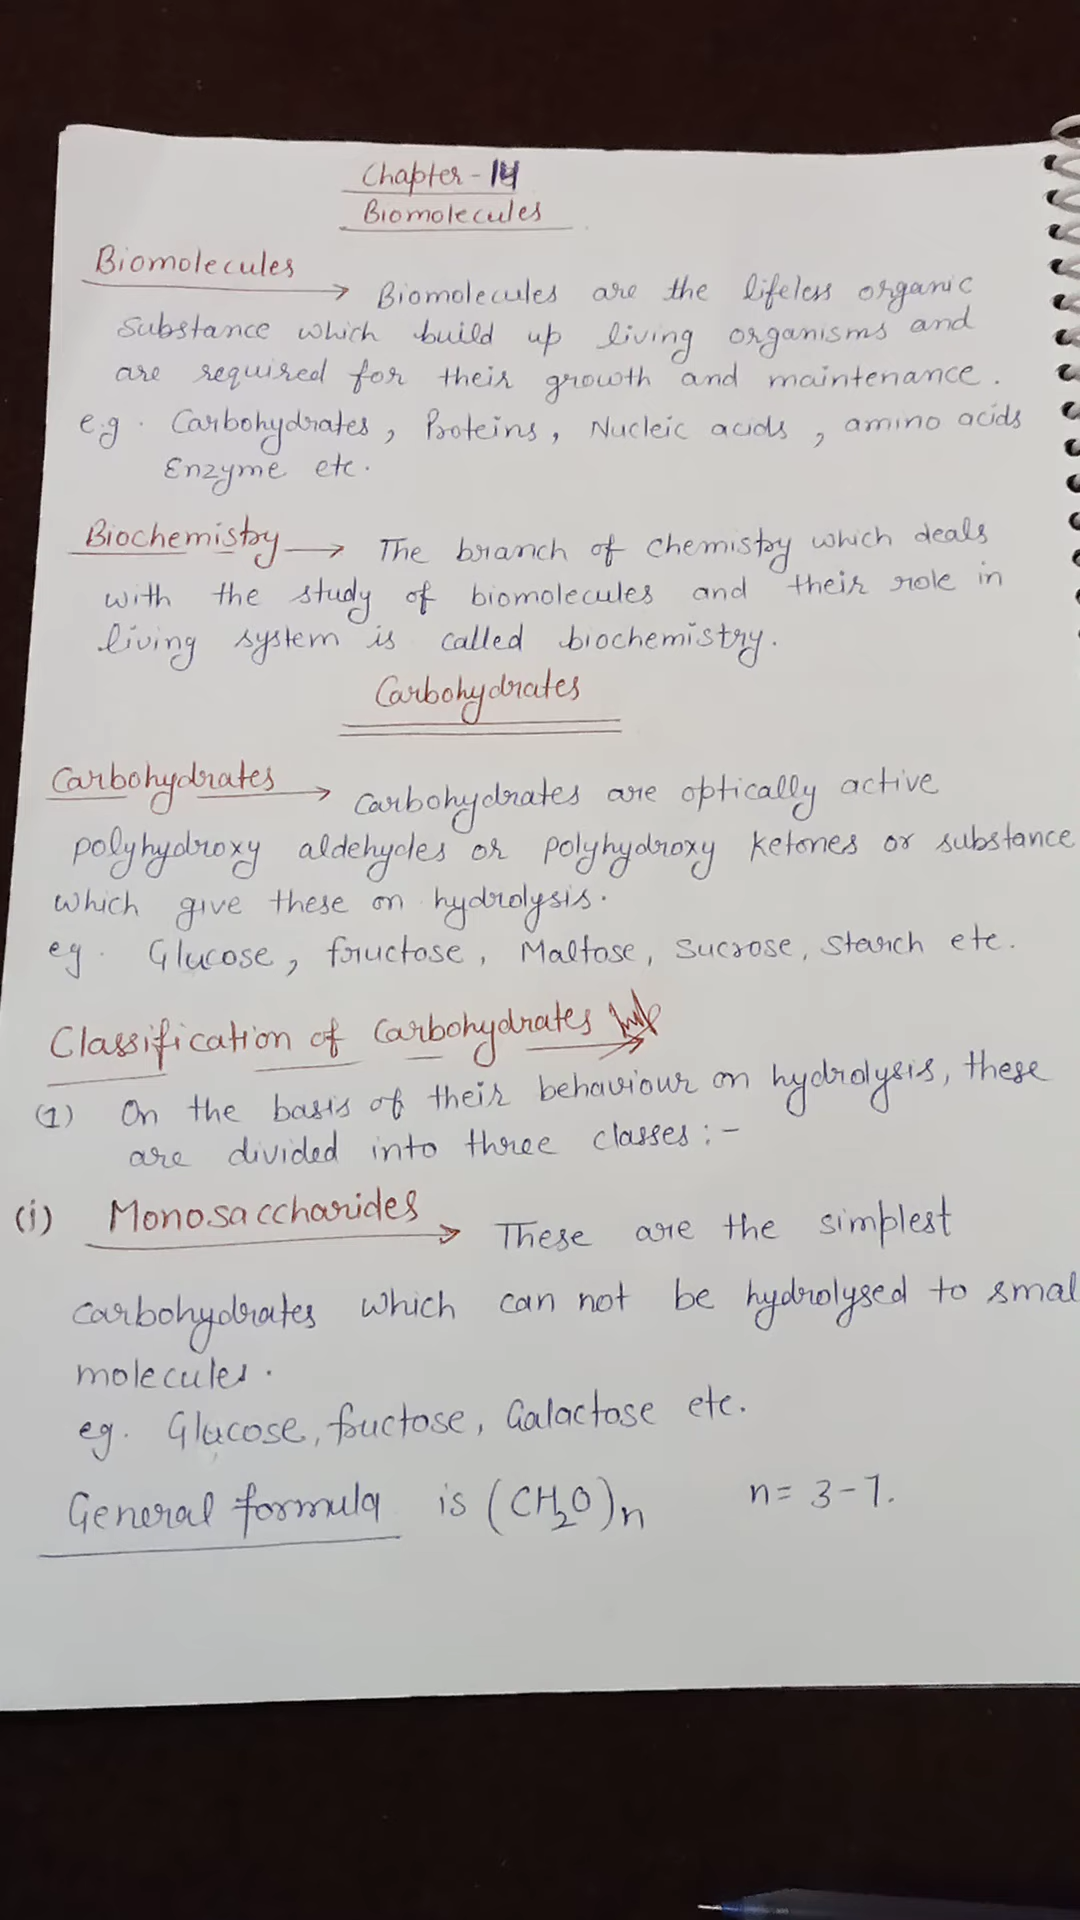 Chapter - 14
Biomolecules
Biomolecules → Biomolecules are the lifeless organic
substance which build up living organisms and
are required for their growth and maintenance.
e.g. Carbohydrates, Proteins, Nucleic acids, amino acids
Enzyme etc.
Biochemistry → The branch of chemistry which deals
with the study of biomolecules and their role in
living system is called biochemistry.
Carbohydrates
Carbohydrates → Carbohydrates are optically active
polyhydroxy aldehydes or polyhydroxy ketones or substance
which give these on hydrolysis.
eg. Glucose, fructose, Maltose, Sucrose, Starch etc.
Classification of Carbohydrates Imp
(1) On the basis of their behaviour on hydrolysis, these
are divided into three classes :-
(i) Monosaccharides → These are the simplest
carbohydrates which can not be hydrolysed to smal
molecules.
eg. Glucose, fructose, Galactose etc.
General formula is (CH₂O)n n= 3-7.